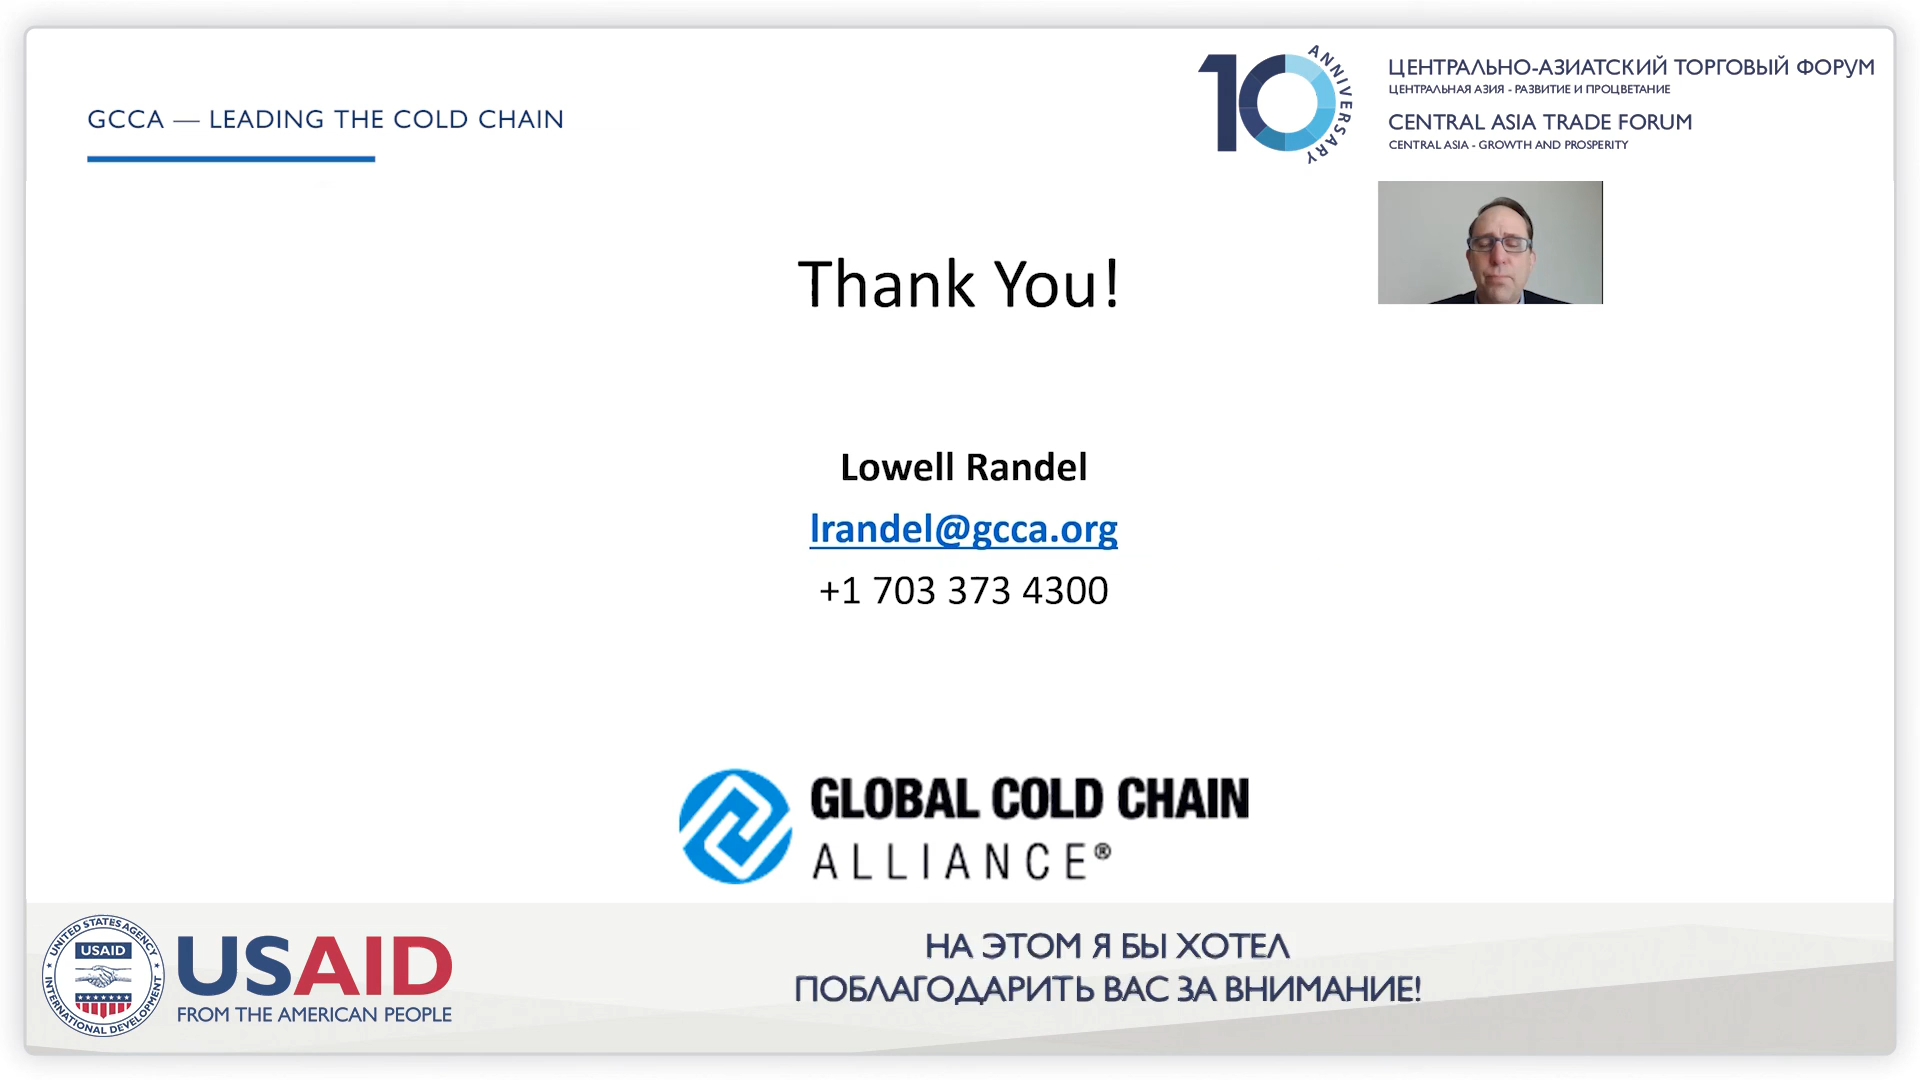 GCCA — LEADING THE COLD CHAIN
10 ANNIVERSARY
ЦЕНТРАЛЬНО-АЗИАТСКИЙ ТОРГОВЫЙ ФОРУМ
ЦЕНТРАЛЬНАЯ АЗИЯ - РАЗВИТИЕ И ПРОЦВЕТАНИЕ
CENTRAL ASIA TRADE FORUM
CENTRAL ASIA - GROWTH AND PROSPERITY
Thank You!
Lowell Randel
lrandel@gcca.org
+1 703 373 4300
GLOBAL COLD CHAIN
ALLIANCE®
UNITED STATES AGENCY
USAID
INTERNATIONAL DEVELOPMENT
USAID
FROM THE AMERICAN PEOPLE
НА ЭТОМ Я БЫ ХОТЕЛ
ПОБЛАГОДАРИТЬ ВАС ЗА ВНИМАНИЕ!